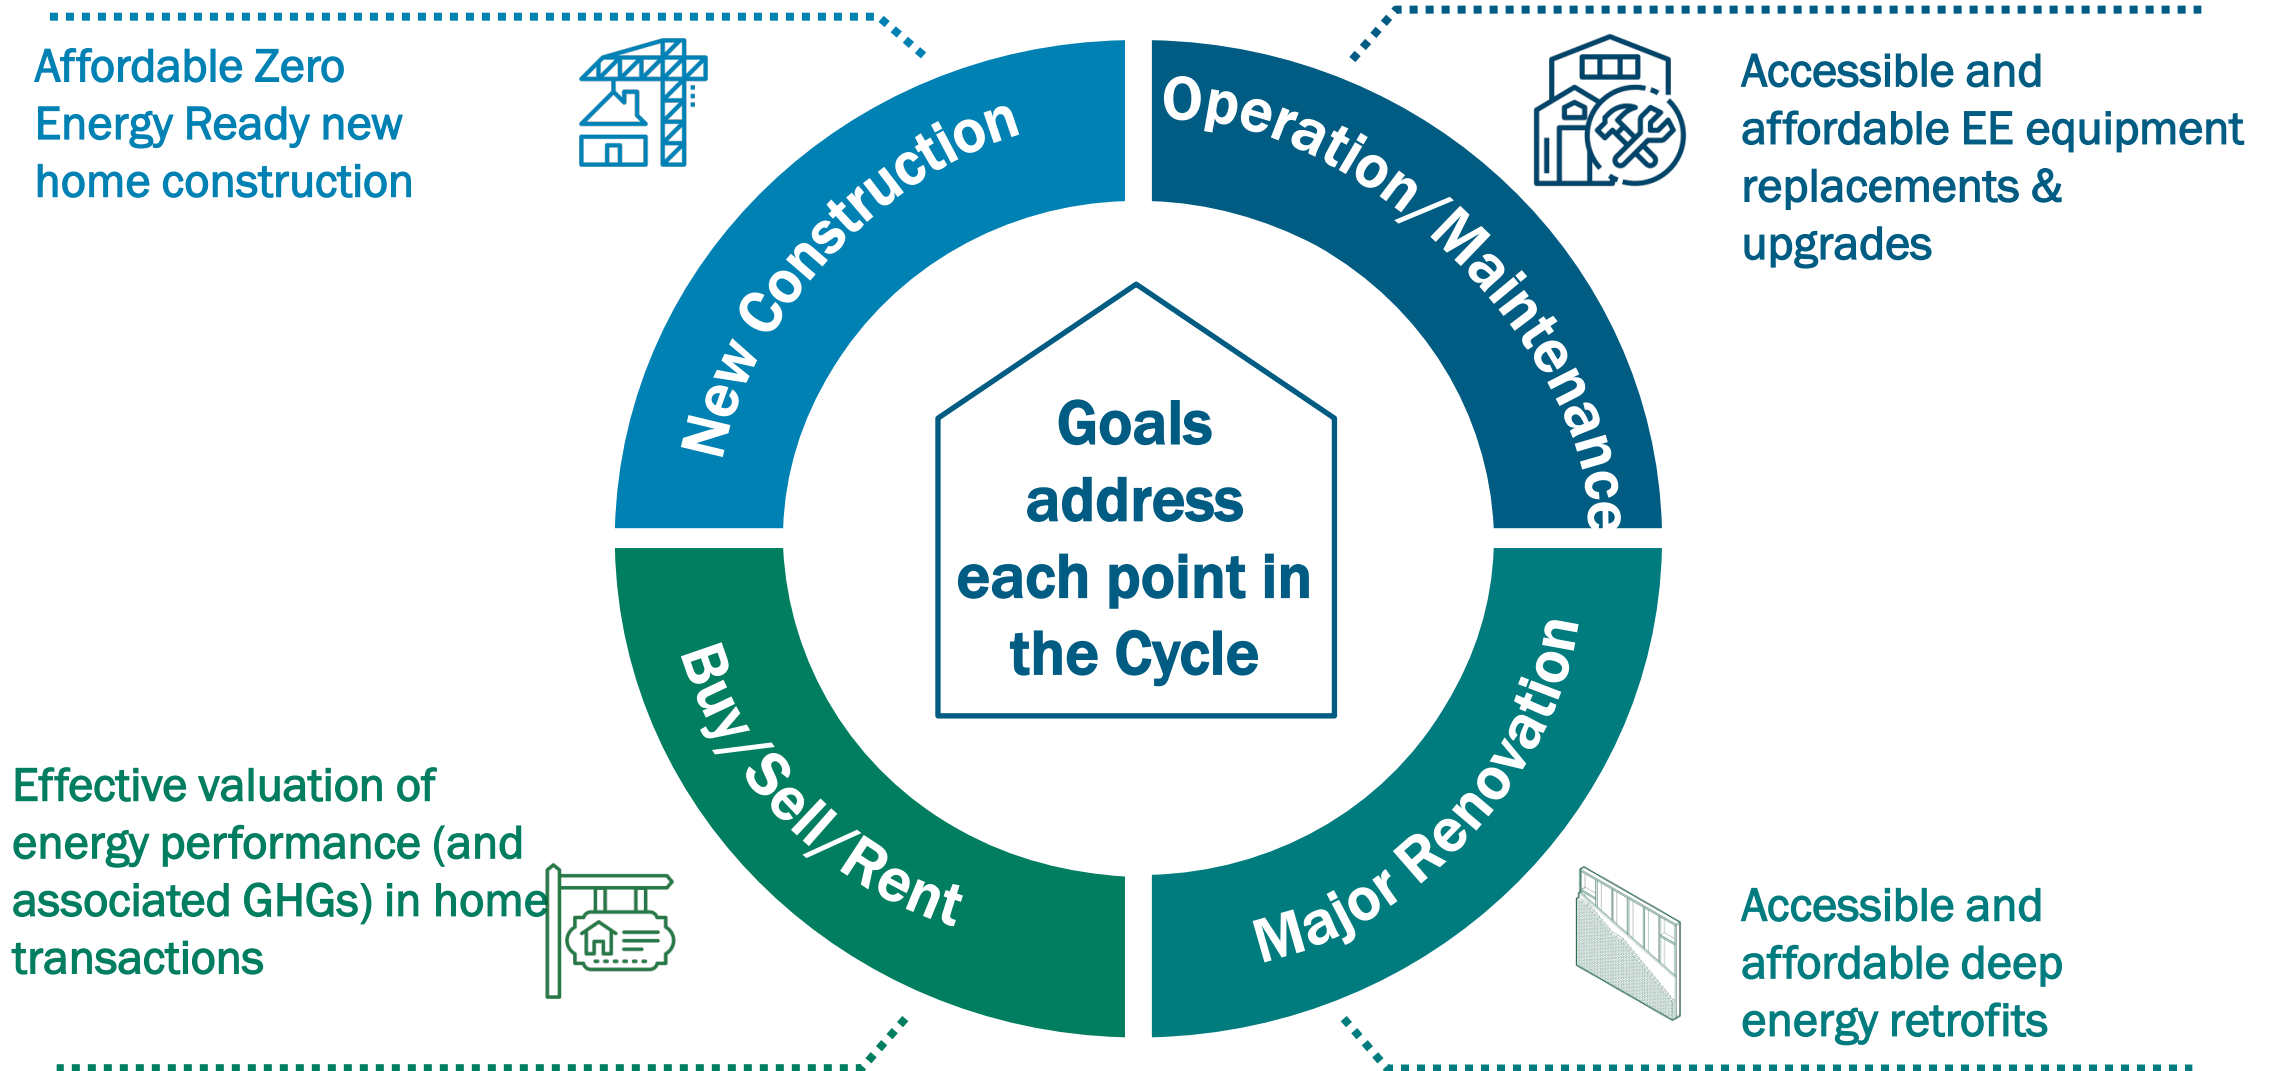 Affordable Zero
Energy Ready new
home construction
New Construction
Operation/Maintenance
Accessible and
affordable EE equipment
replacements &
upgrades
Goals
address
each point in
the Cycle
Effective valuation of
energy performance (and
associated GHGs) in home
transactions
Buy/Sell/Rent
Major Renovation
Accessible and
affordable deep
energy retrofits